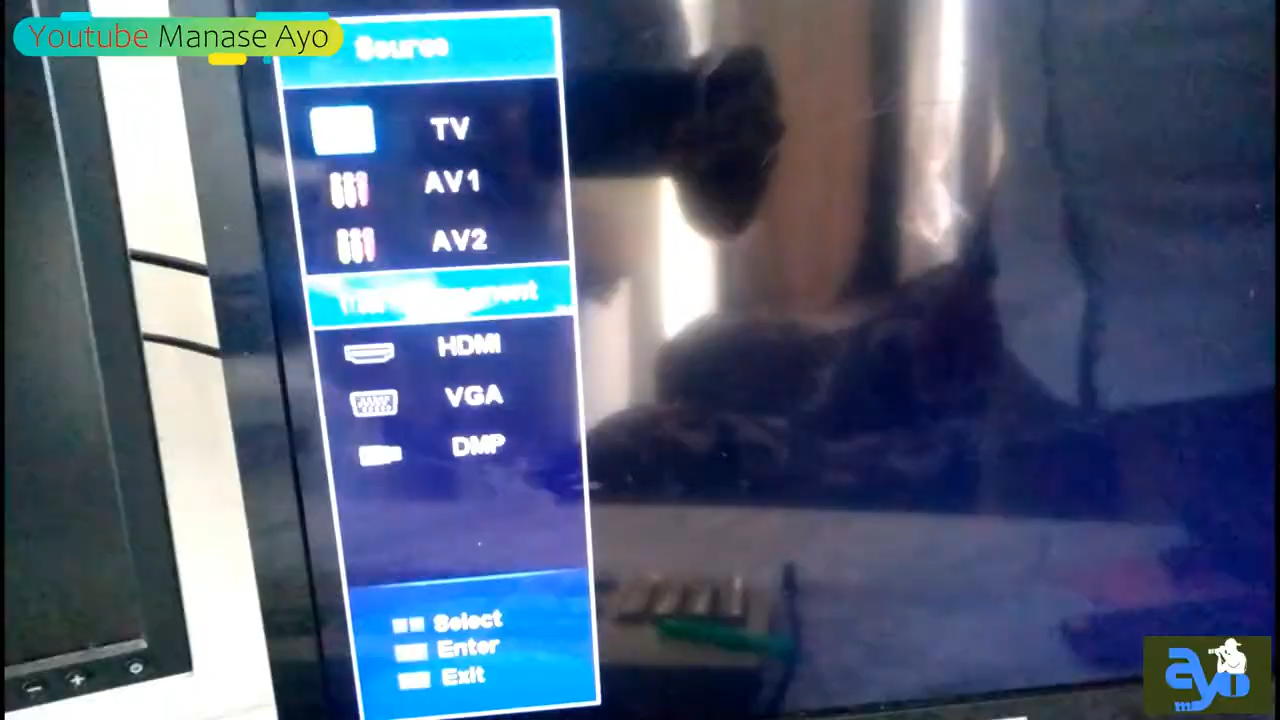 Youtube Manase Ayo
Source
TV
AV1
AV2
HDMI
VGA
DMP
Select
Enter
Exit
ayo
m